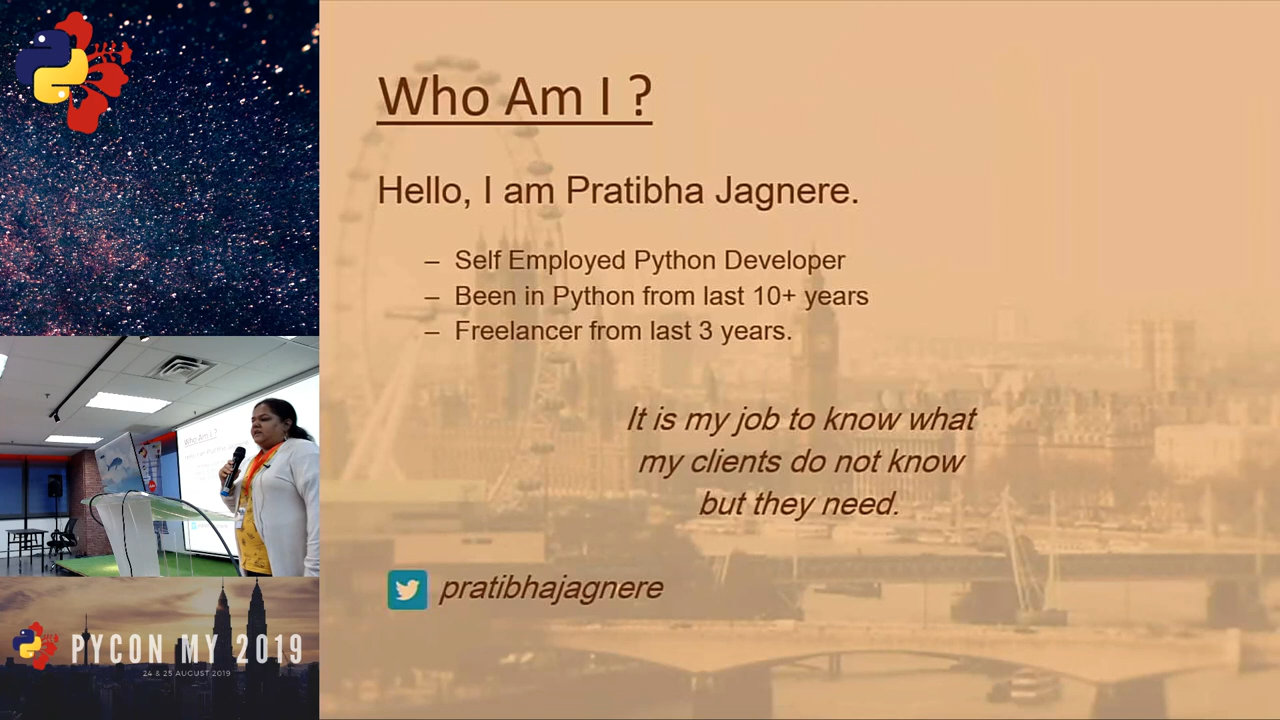 Who Am I ?
Hello, I am Pratibha Jagnere.
– Self Employed Python Developer
– Been in Python from last 10+ years
– Freelancer from last 3 years.
It is my job to know what
my clients do not know
but they need.
pratibhajagnere
Who Am I ?
PYCON MY 2019
24 & 25 AUGUST 2019